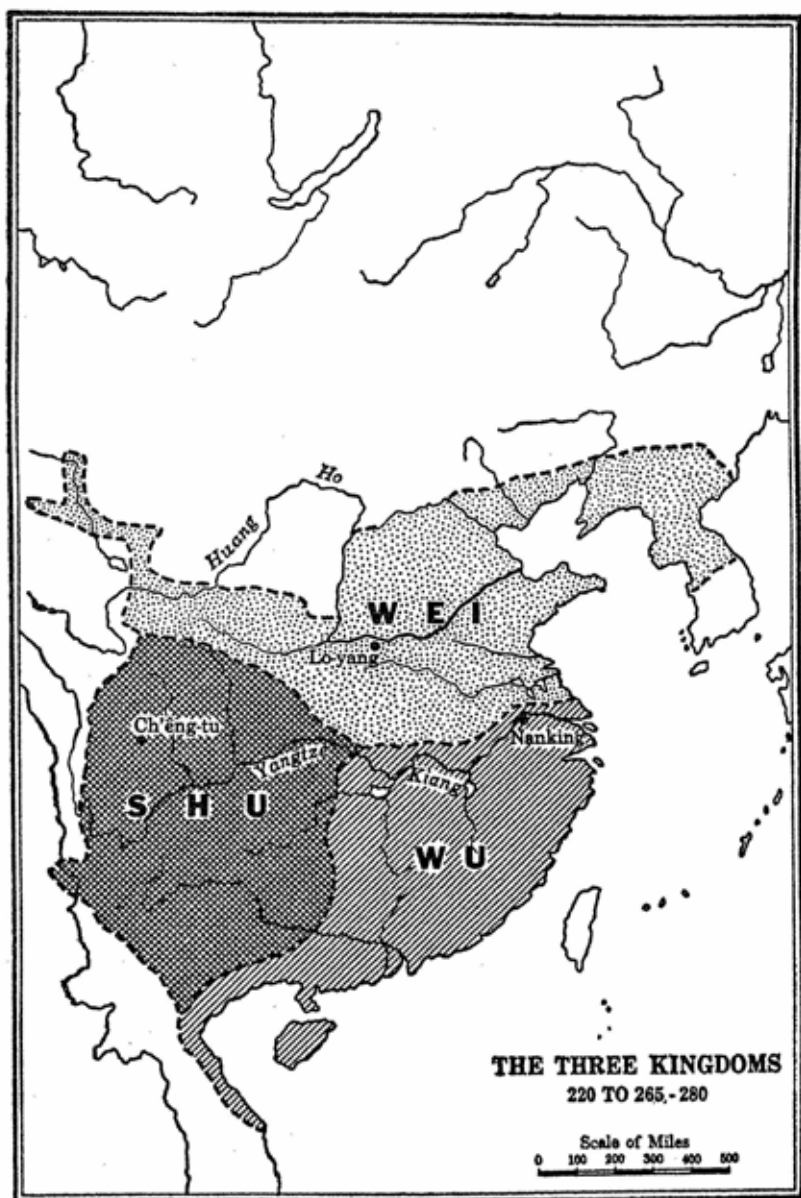 Ho
Huang
W E I
Lo-yang
Ch'êng-tu
Nanking
Yangtze
Kiang
S H U
W U
THE THREE KINGDOMS
220 TO 265,-280
Scale of Miles
0 100 200 300 400 500